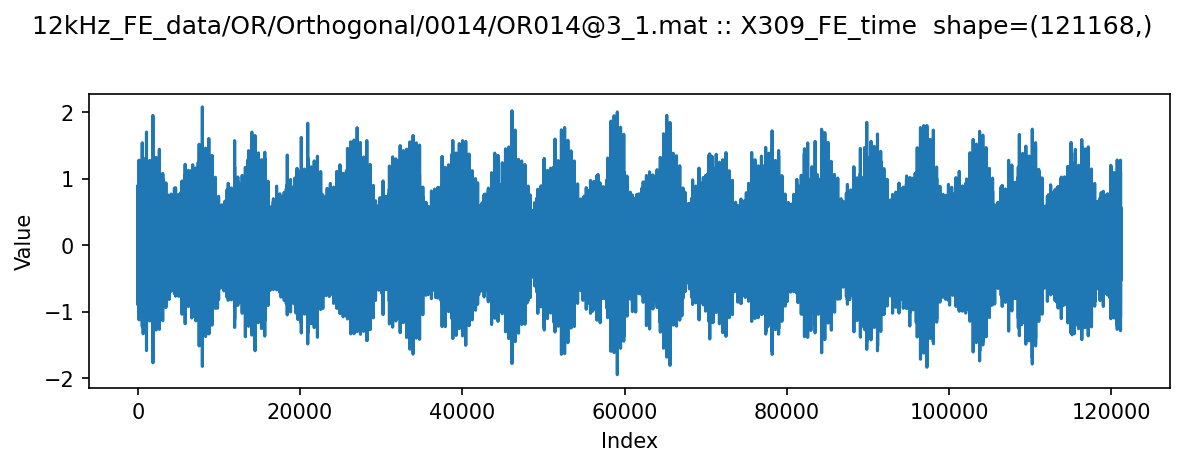 12kHz_FE_data/OR/Orthogonal/0014/OR014@3_1.mat :: X309_FE_time  shape=(121168,)
2
1
0
−1
−2
Value
0 20000 40000 60000 80000 100000 120000
Index